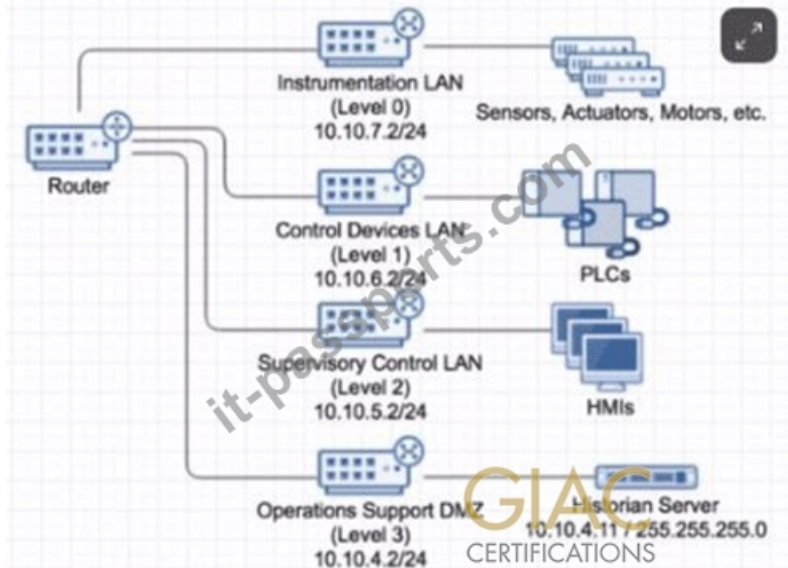 Instrumentation LAN
(Level 0)
10.10.7.2/24
Sensors, Actuators, Motors, etc.
Router
Control Devices LAN
(Level 1)
10.10.6.2/24
PLCs
Supervisory Control LAN
(Level 2)
10.10.5.2/24
HMIs
Operations Support DMZ
(Level 3)
10.10.4.2/24
Historian Server
10.10.4.11 / 255.255.255.0
GIAC
CERTIFICATIONS
it-passports.com